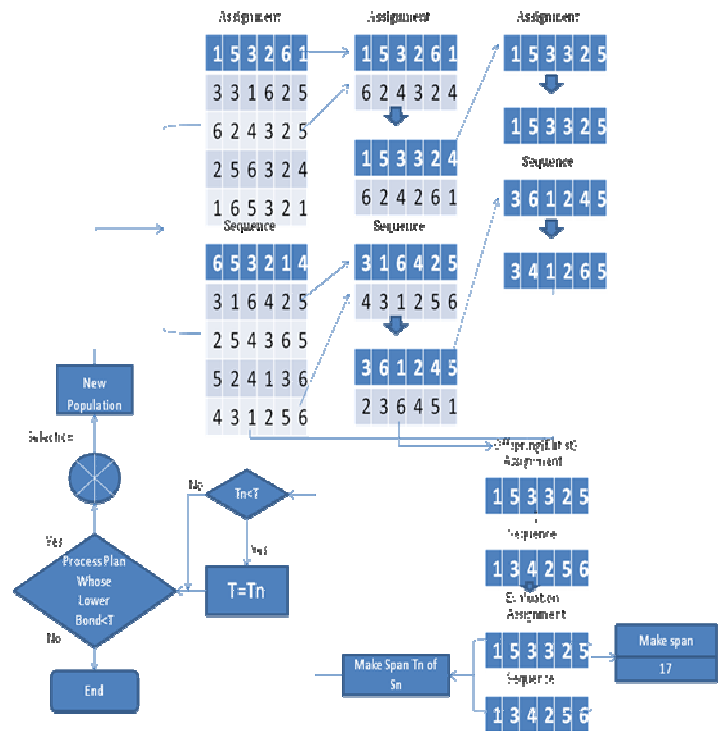 Assignment
1 5 3 2 6 1
3 3 1 6 2 5
6 2 4 3 2 5
2 5 6 3 2 4
1 6 5 3 2 1
Sequence
6 5 3 2 1 4
3 1 6 4 2 5
2 5 4 3 6 5
5 2 4 1 3 6
4 3 1 2 5 6
Assignment
1 5 3 2 6 1
6 2 4 3 2 4
1 5 3 3 2 4
6 2 4 2 6 1
Sequence
3 1 6 4 2 5
4 3 1 2 5 6
3 6 1 2 4 5
2 3 6 4 5 1
Assignment
1 5 3 3 2 5
1 5 3 3 2 5
Sequence
3 6 1 2 4 5
3 4 1 2 6 5
Assignment
1 5 3 3 2 5
Sequence
1 3 4 2 5 6
Evaluation
Assignment
1 5 3 3 2 5
Sequence
1 3 4 2 5 6
Make span
17
Make Span Tn of
Sn
Tn<T
No
Yes
T=Tn
Process Plan
Whose
Lower
Bond<T
Yes
No
End
New
Population